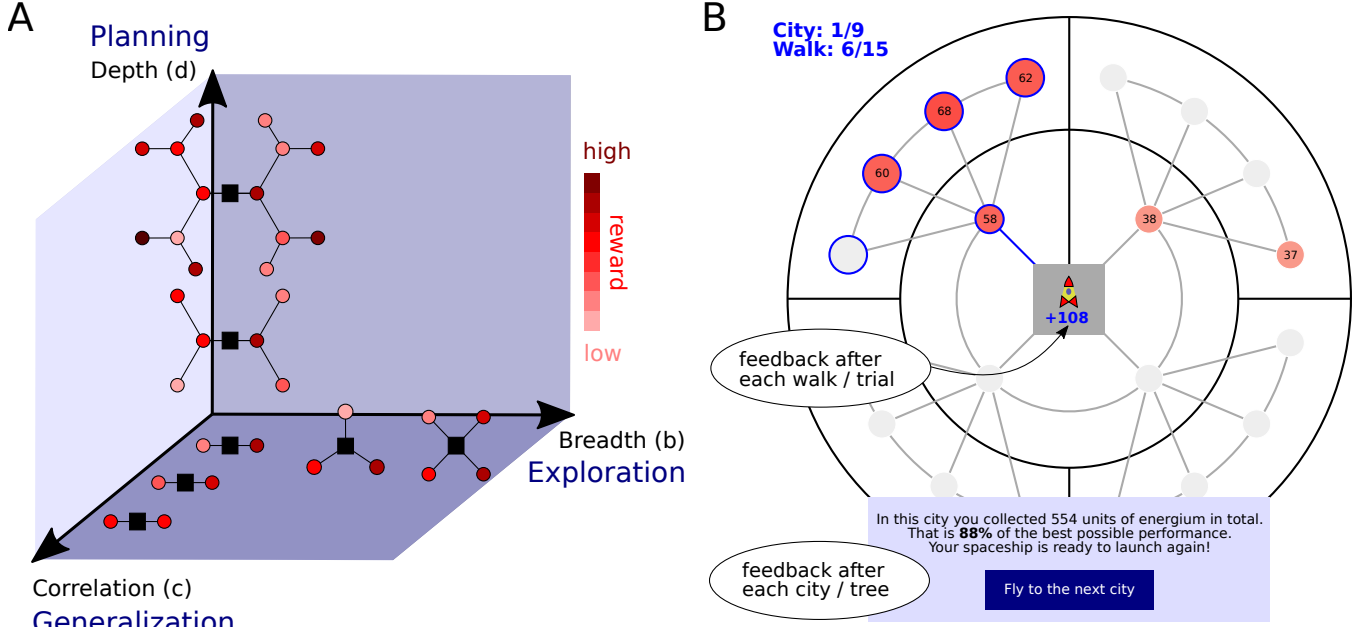 A
Planning
Depth (d)
high
reward
low
Breadth (b)
Exploration
Correlation (c)
Generalization
B
City: 1/9
Walk: 6/15
62
68
60
58
38
37
+108
feedback after
each walk / trial
In this city you collected 554 units of energium in total.
That is 88% of the best possible performance.
Your spaceship is ready to launch again!
feedback after
each city / tree
Fly to the next city